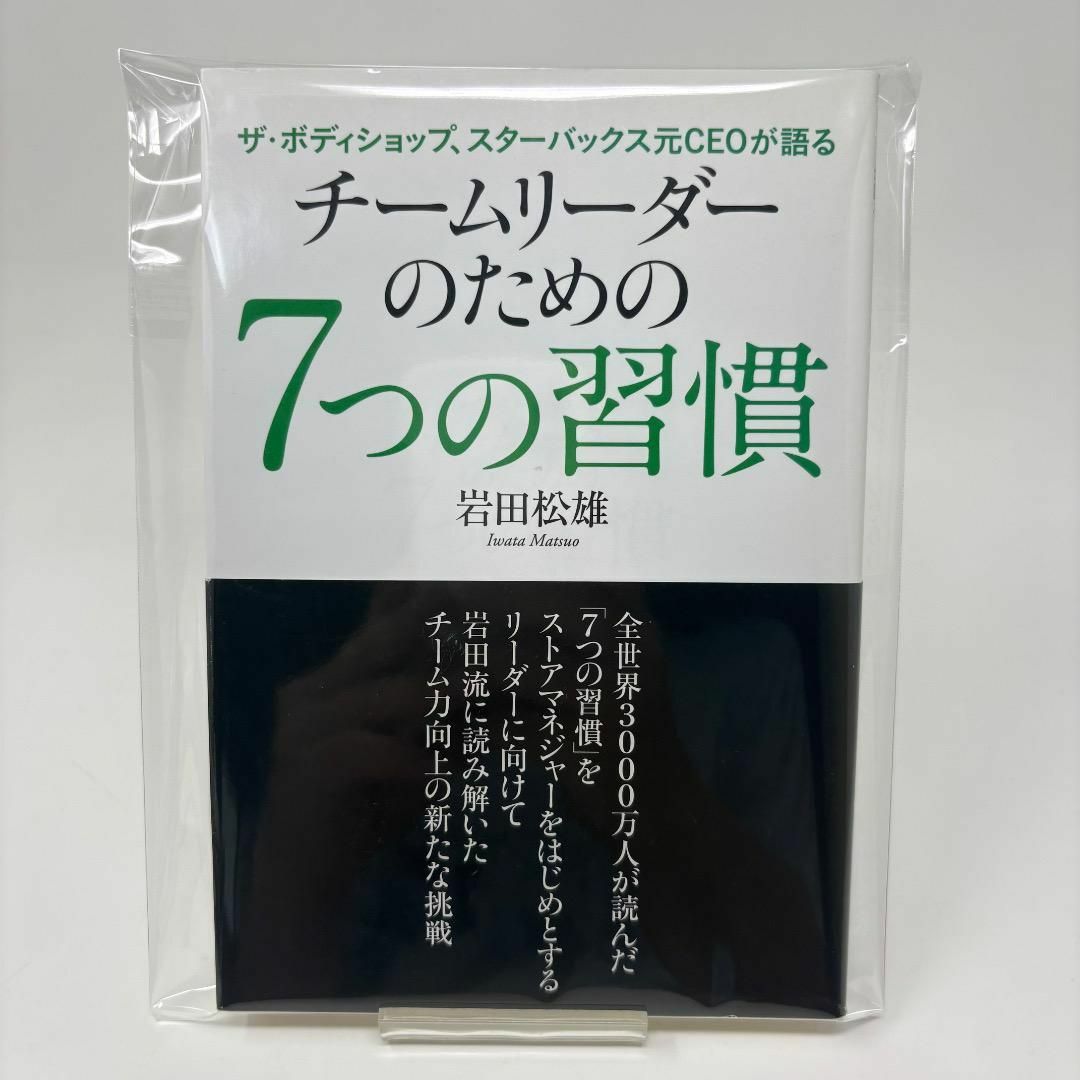 ザ・ボディショップ、スターバックス元CEOが語る
チームリーダー
のための
7つの習慣
岩田松雄
Iwata Matsuo
全世界3000万人が読んだ
「7つの習慣」を
ストアマネジャーをはじめとする
リーダーに向けて
岩田流に読み解いた
チーム力向上の新たな挑戦